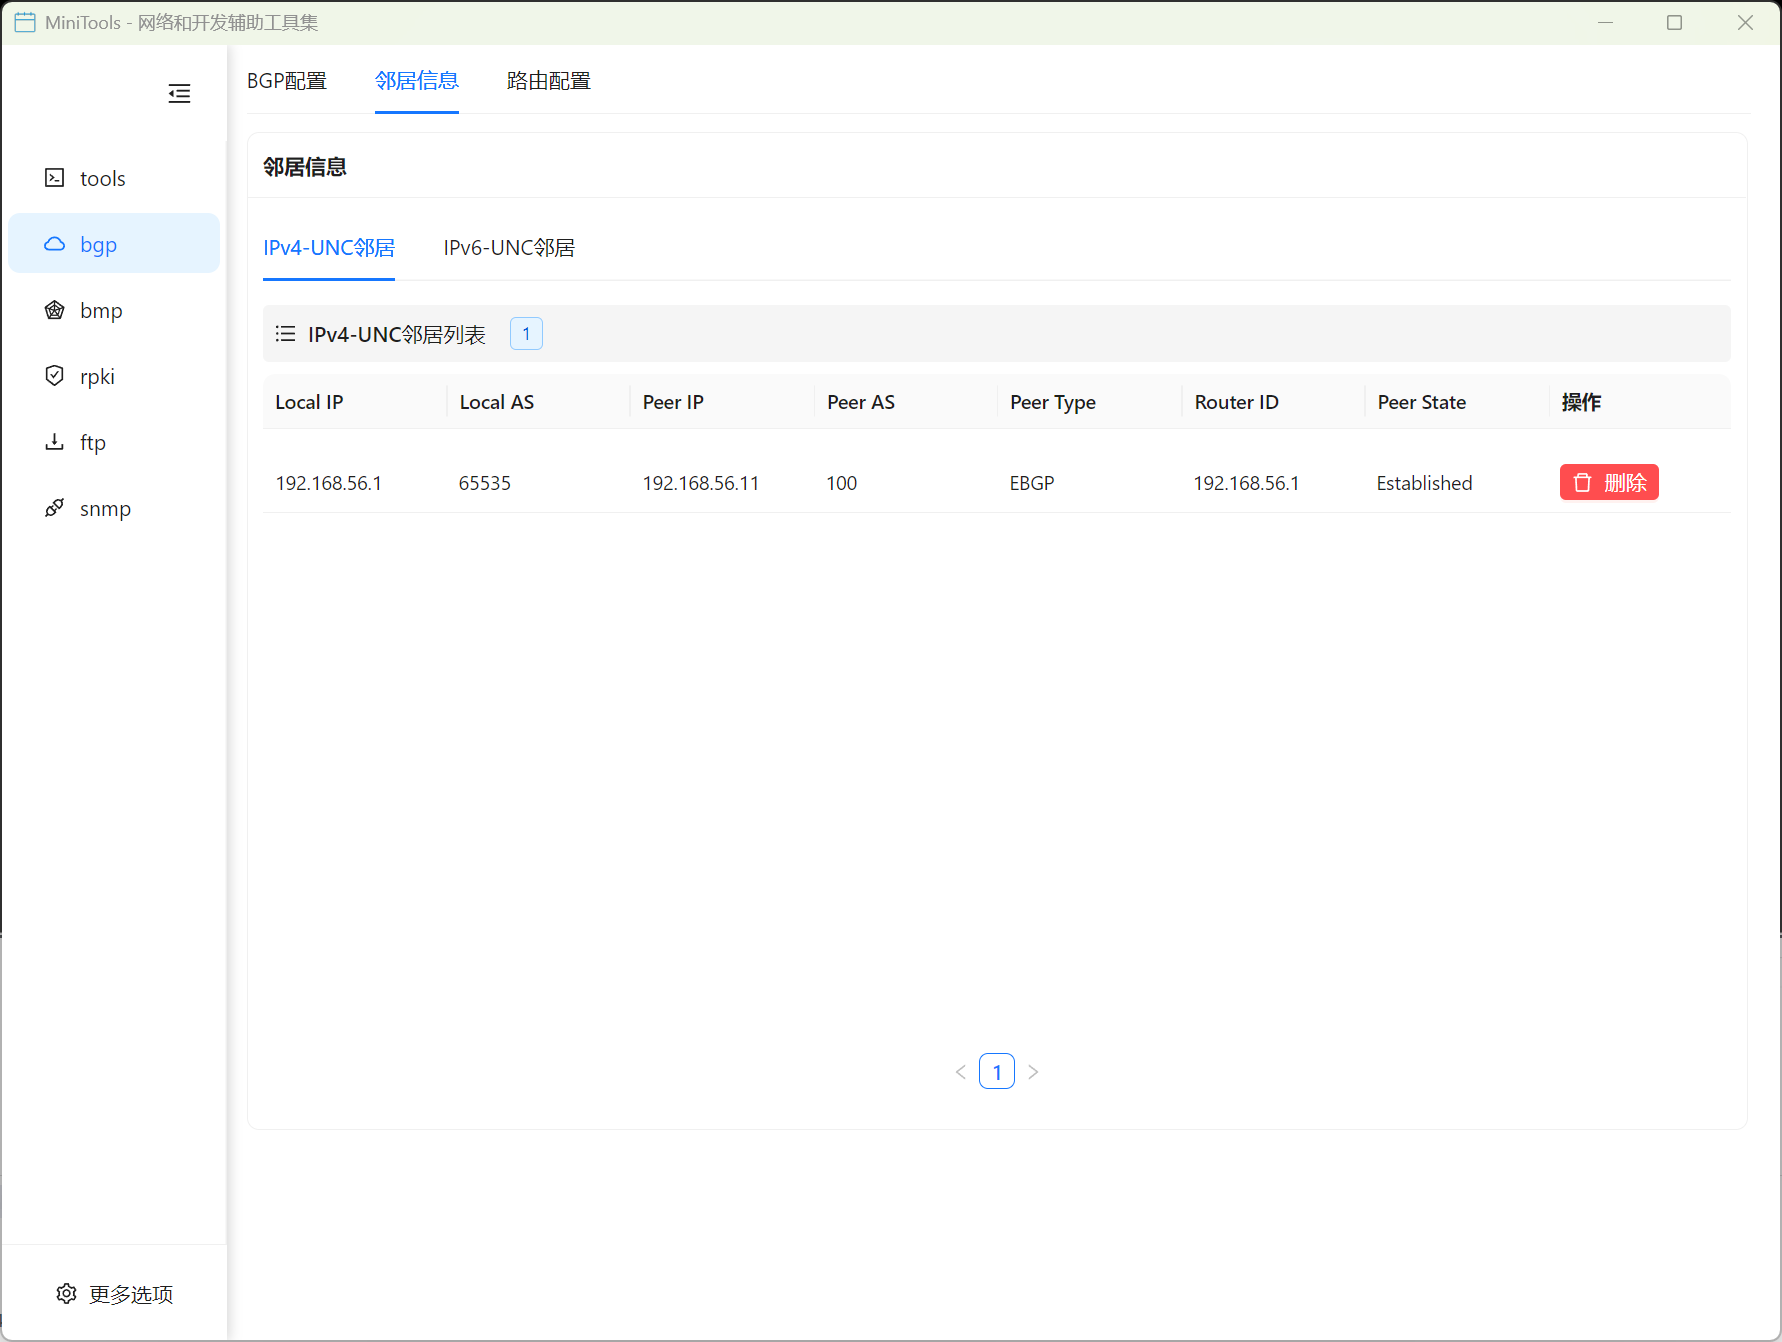 MiniTools - 网络和开发辅助工具集
BGP配置 邻居信息 路由配置
tools
bgp
bmp
rpki
ftp
snmp
更多选项
邻居信息
IPv4-UNC邻居 IPv6-UNC邻居
IPv4-UNC邻居列表 1
Local IP Local AS Peer IP Peer AS Peer Type Router ID Peer State 操作
192.168.56.1 65535 192.168.56.11 100 EBGP 192.168.56.1 Established 删除
1